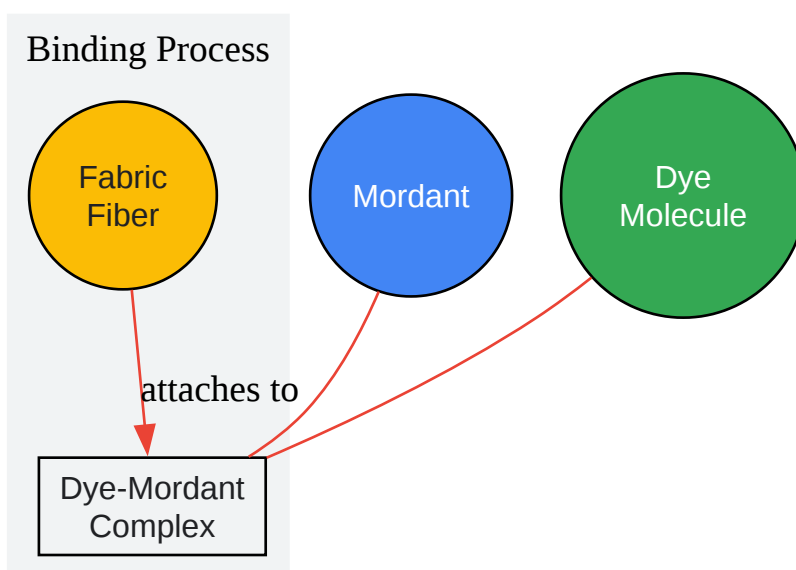 Binding Process
Fabric
Fiber
Mordant
Dye
Molecule
attaches to
Dye-Mordant
Complex